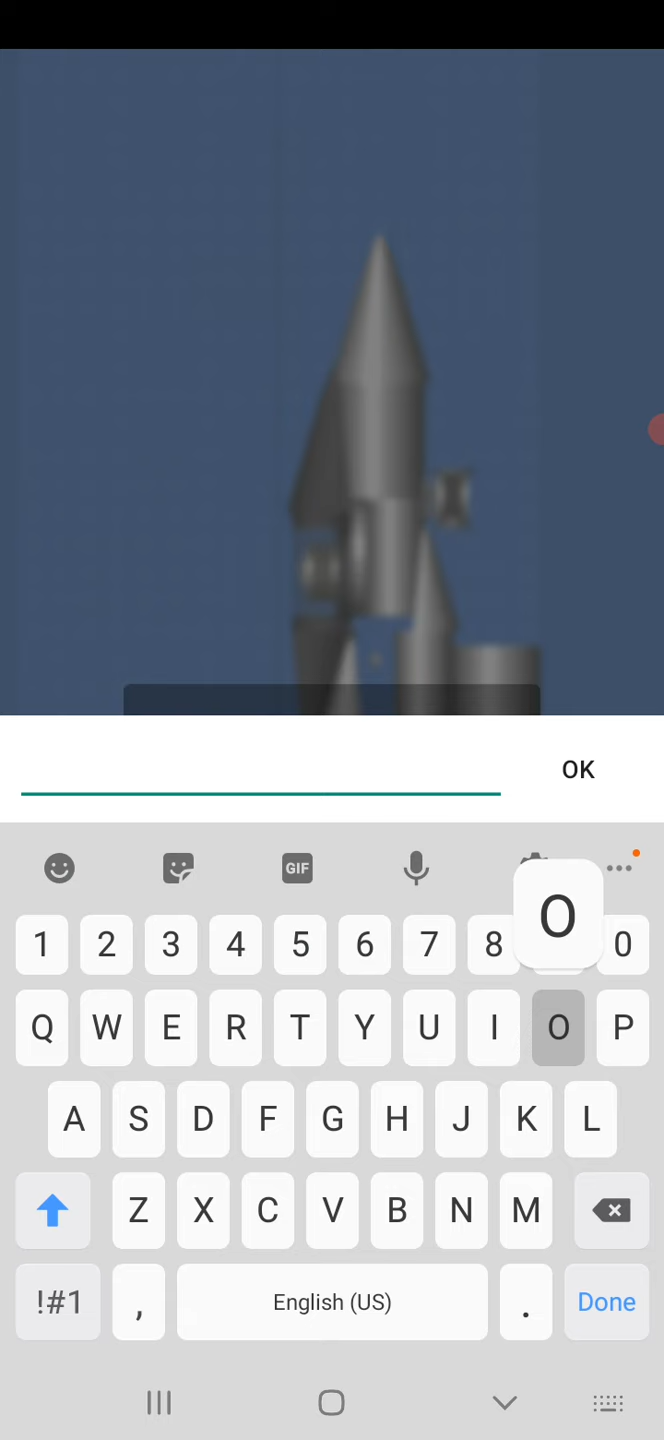 OK
GIF
O
1 2 3 4 5 6 7 8 0
Q W E R T Y U I O P
A S D F G H J K L
Z X C V B N M
!#1 , English (US) . Done